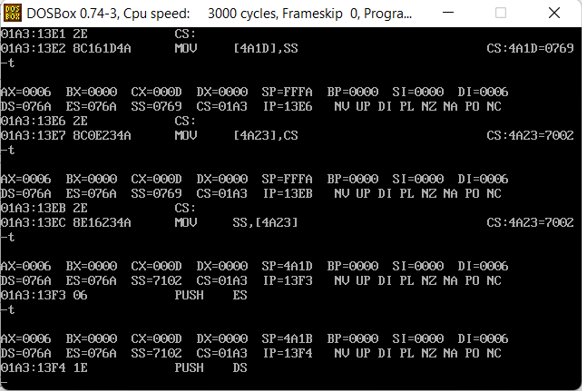 DOSBox 0.74-3, Cpu speed: 3000 cycles, Frameskip 0, Progra...
01A3:13E1 2E CS:
01A3:13E2 8C161D4A MOV [4A1D],SS CS:4A1D=0769
-t
AX=0006 BX=0000 CX=000D DX=0000 SP=FFFA BP=0000 SI=0000 DI=0006
DS=076A ES=076A SS=0769 CS=01A3 IP=13E6 NV UP DI PL NZ NA PO NC
01A3:13E6 2E CS:
01A3:13E7 8C0E234A MOV [4A23],CS CS:4A23=7002
-t
AX=0006 BX=0000 CX=000D DX=0000 SP=FFFA BP=0000 SI=0000 DI=0006
DS=076A ES=076A SS=0769 CS=01A3 IP=13EB NV UP DI PL NZ NA PO NC
01A3:13EB 2E CS:
01A3:13EC 8E16234A MOV SS,[4A23] CS:4A23=7002
-t
AX=0006 BX=0000 CX=000D DX=0000 SP=4A1D BP=0000 SI=0000 DI=0006
DS=076A ES=076A SS=7102 CS=01A3 IP=13F3 NV UP DI PL NZ NA PO NC
01A3:13F3 06 PUSH ES
-t
AX=0006 BX=0000 CX=000D DX=0000 SP=4A1B BP=0000 SI=0000 DI=0006
DS=076A ES=076A SS=7102 CS=01A3 IP=13F4 NV UP DI PL NZ NA PO NC
01A3:13F4 1E PUSH DS
-